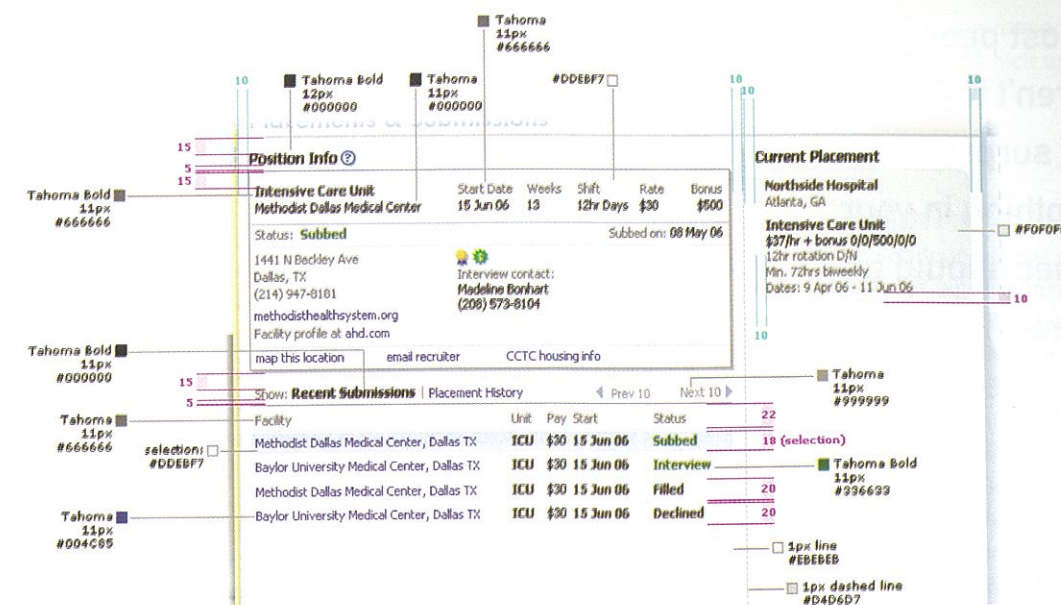 Tahoma
11px
#666666
10
Tahoma Bold
12px
#000000
Tahoma
11px
#000000
#DDEBF7
10
10
10
15
5
15
Position Info ?
Current Placement
Tahoma Bold
11px
#666666
Intensive Care Unit
Methodist Dallas Medical Center
Start Date Weeks Shift Rate Bonus
15 Jun 06 13 12hr Days $30 $500
Northside Hospital
Atlanta, GA
Status: Subbed
Subbed on: 08 May 06
Intensive Care Unit
$37/hr + bonus 0/0/500/0/0
12hr rotation D/N
Min. 72hrs biweekly
Dates: 9 Apr 06 - 11 Jun 06
#F0F0F
10
10
1441 N Beckley Ave
Dallas, TX
(214) 947-8181
methodisthealthsystem.org
Facility profile at ahd.com
Interview contact:
Madeline Bonhart
(208) 573-8104
map this location email recruiter CCTC housing info
Tahoma Bold
11px
#000000
15
5
Show: Recent Submissions | Placement History
Prev 10 Next 10
Tahoma
11px
#999999
Tahoma
11px
#666666
Facility Unit Pay Start Status
22
selection:
#DDEBF7
Methodist Dallas Medical Center, Dallas TX ICU $30 15 Jun 06 Subbed
18 (selection)
Baylor University Medical Center, Dallas TX ICU $30 15 Jun 06 Interview
Tahoma Bold
11px
#336633
Methodist Dallas Medical Center, Dallas TX ICU $30 15 Jun 06 Filled
20
Baylor University Medical Center, Dallas TX ICU $30 15 Jun 06 Declined
20
Tahoma
11px
#004C85
1px line
#EBEBEB
1px dashed line
#D4D6D7